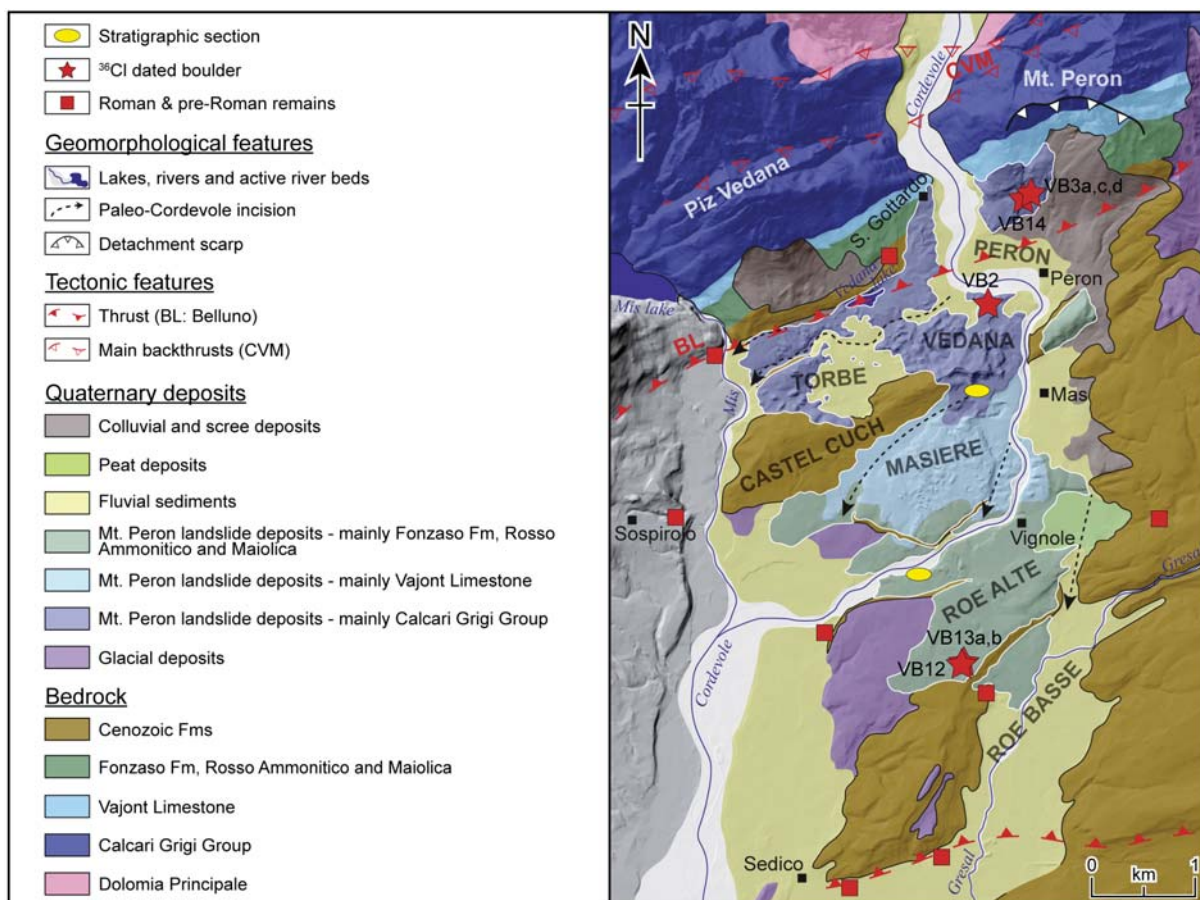 Stratigraphic section
³⁶Cl dated boulder
Roman & pre-Roman remains
Geomorphological features
Lakes, rivers and active river beds
Paleo-Cordevole incision
Detachment scarp
Tectonic features
Thrust (BL: Belluno)
Main backthrusts (CVM)
Quaternary deposits
Colluvial and scree deposits
Peat deposits
Fluvial sediments
Mt. Peron landslide deposits - mainly Fonzaso Fm, Rosso
Ammonitico and Maiolica
Mt. Peron landslide deposits - mainly Vajont Limestone
Mt. Peron landslide deposits - mainly Calcari Grigi Group
Glacial deposits
Bedrock
Cenozoic Fms
Fonzaso Fm, Rosso Ammonitico and Maiolica
Vajont Limestone
Calcari Grigi Group
Dolomia Principale
N
Cordevole
CVM
Mt. Peron
Piz Vedana
S. Gottardo
VB3a,c,d
VB14
PERON
Peron
Vedana
lake
VB2
Mis lake
BL
VEDANA
TORBE
Mis
Mas
CASTEL CUCH
MASIERE
Sospirolo
Vignole
Gresal
ROE ALTE
VB13a,b
VB12
ROE BASSE
Cordevole
Sedico
Gresal
0 1
km